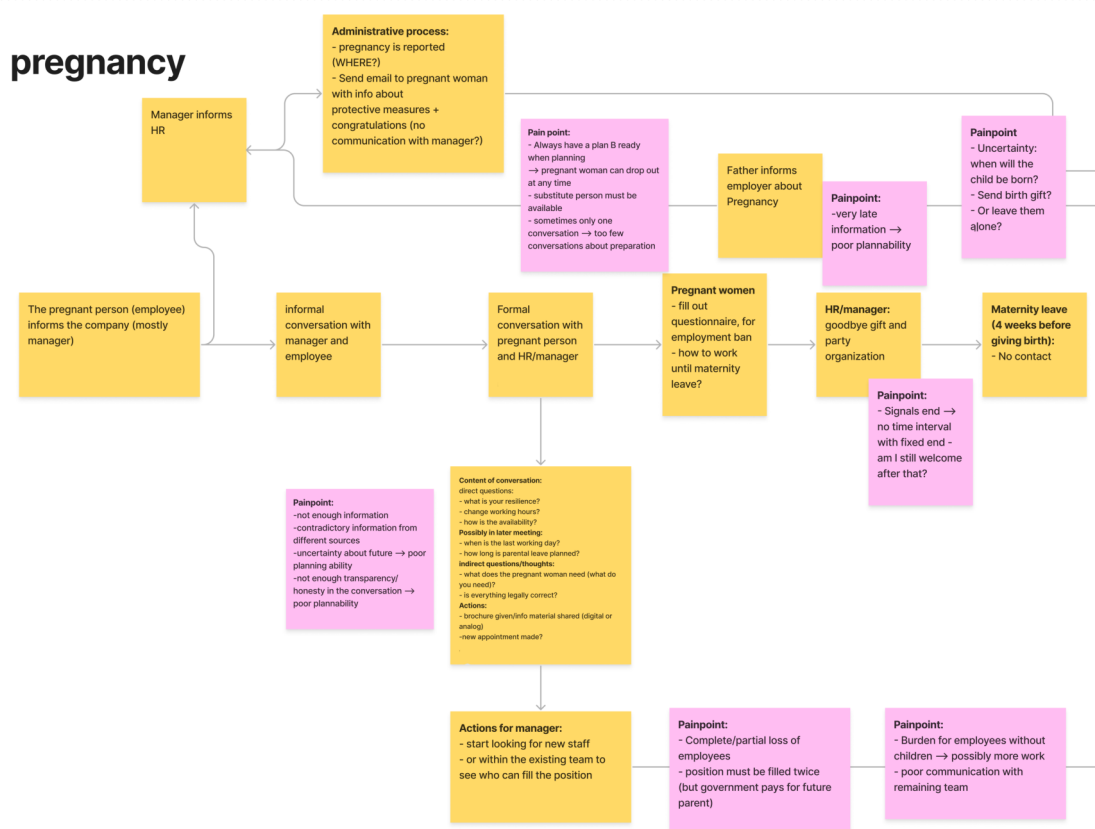 pregnancy
Administrative process:
- pregnancy is reported
(WHERE?)
- Send email to pregnant woman
with info about
protective measures +
congratulations (no
communication with manager?)
Manager informs
HR
Pain point:
- Always have a plan B ready
when planning
→ pregnant woman can drop out
at any time
- substitute person must be
available
- sometimes only one
conversation → too few
conversations about preparation
Father informs
employer about
Pregnancy
Painpoint:
-very late
information →
poor plannability
Painpoint
- Uncertainty:
when will the
child be born?
- Send birth gift?
- Or leave them
alone?
The pregnant person (employee)
informs the company (mostly
manager)
informal
conversation with
manager and
employee
Formal
conversation with
pregnant person
and HR/manager
Pregnant women
- fill out
questionnaire, for
employment ban
- how to work
until maternity
leave?
HR/manager:
goodbye gift and
party
organization
Maternity leave
(4 weeks before
giving birth):
- No contact
Painpoint:
- Signals end →
no time interval
with fixed end -
am I still welcome
after that?
Painpoint:
-not enough information
-contradictory information from
different sources
-uncertainty about future → poor
planning ability
-not enough transparency/
honesty in the conversation →
poor plannability
Content of conversation:
direct questions:
- what is your resilience?
- change working hours?
- how is the availability?
Possibly in later meeting:
- when is the last working day?
- how long is parental leave planned?
indirect questions/thoughts:
- what does the pregnant woman need (what do
you need)?
- is everything legally correct?
Actions:
- brochure given/info material shared (digital or
analog)
-new appointment made?
.
Actions for manager:
- start looking for new staff
- or within the existing team to
see who can fill the position
Painpoint:
- Complete/partial loss of
employees
- position must be filled twice
(but government pays for future
parent)
Painpoint:
- Burden for employees without
children → possibly more work
- poor communication with
remaining team